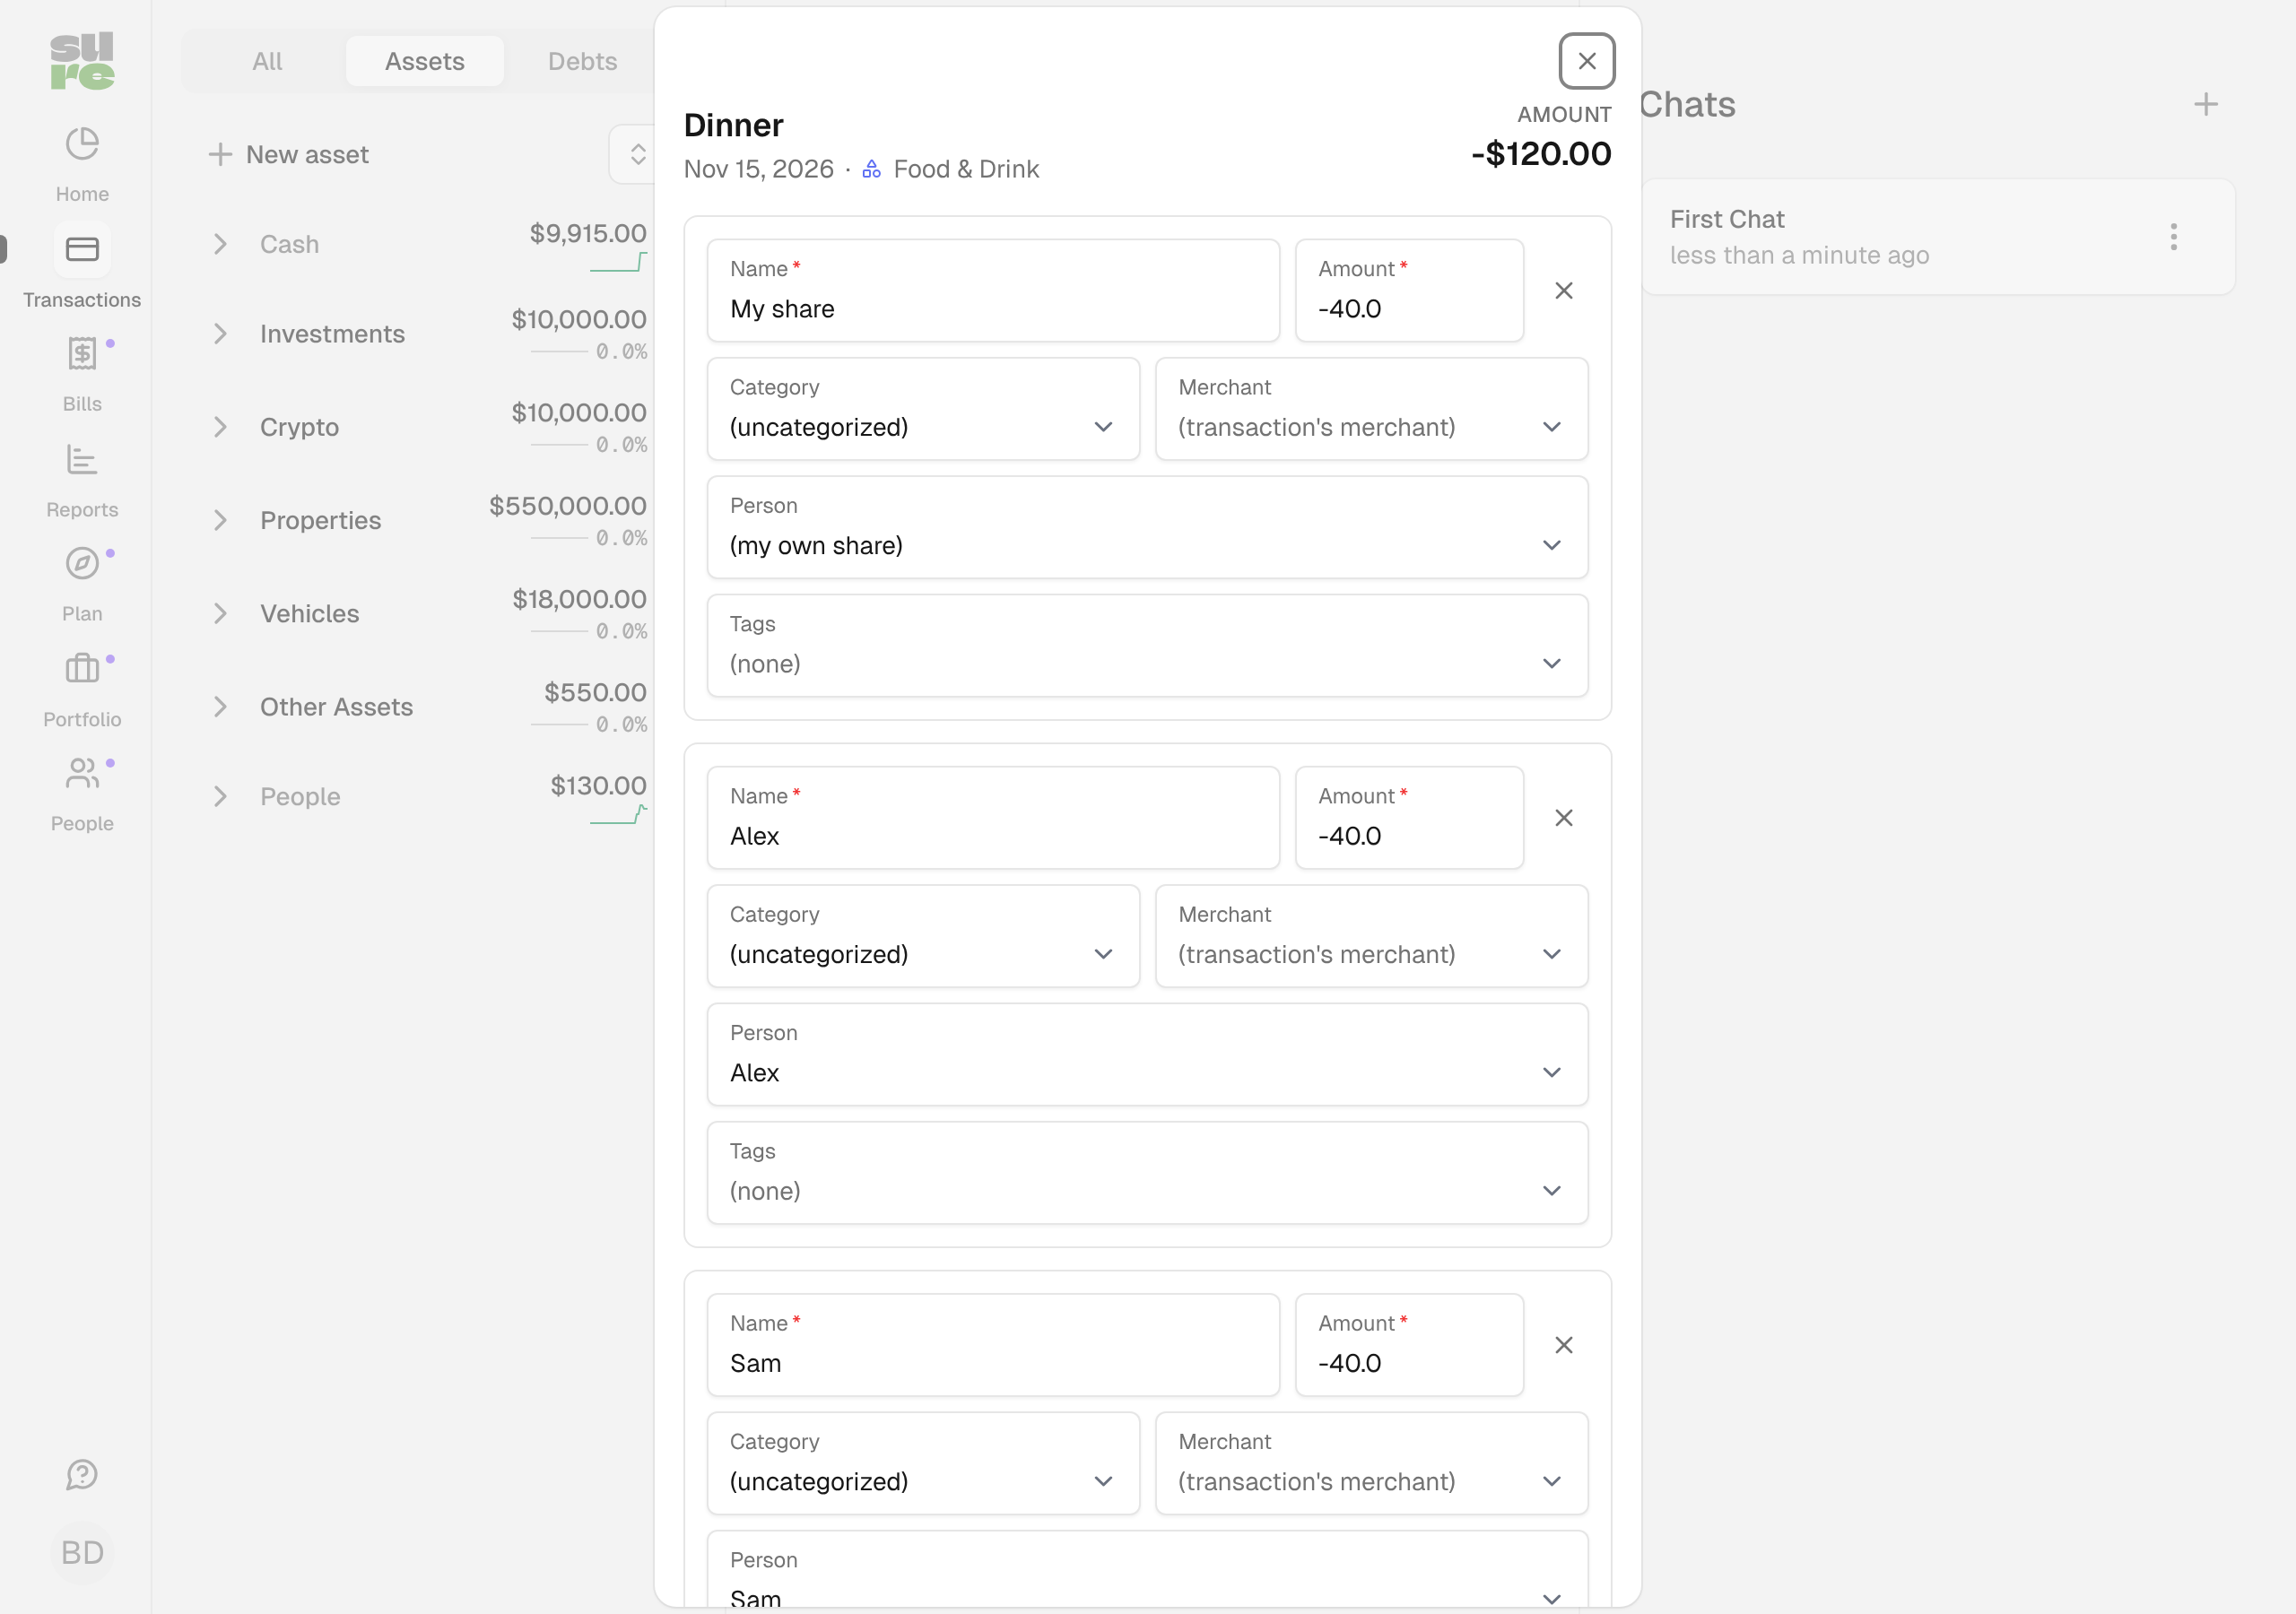 sure
Home
Transactions
Bills
Reports
Plan
Portfolio
People
BD
All
Assets
Debts
New asset
Cash
$9,915.00
Investments
$10,000.00
0.0%
Crypto
$10,000.00
0.0%
Properties
$550,000.00
0.0%
Vehicles
$18,000.00
0.0%
Other Assets
$550.00
0.0%
People
$130.00
Dinner
Nov 15, 2026 · Food & Drink
AMOUNT
-$120.00
Name *
My share
Amount *
-40.0
Category
(uncategorized)
Merchant
(transaction's merchant)
Person
(my own share)
Tags
(none)
Name *
Alex
Amount *
-40.0
Category
(uncategorized)
Merchant
(transaction's merchant)
Person
Alex
Tags
(none)
Name *
Sam
Amount *
-40.0
Category
(uncategorized)
Merchant
(transaction's merchant)
Person
Sam
Chats
First Chat
less than a minute ago